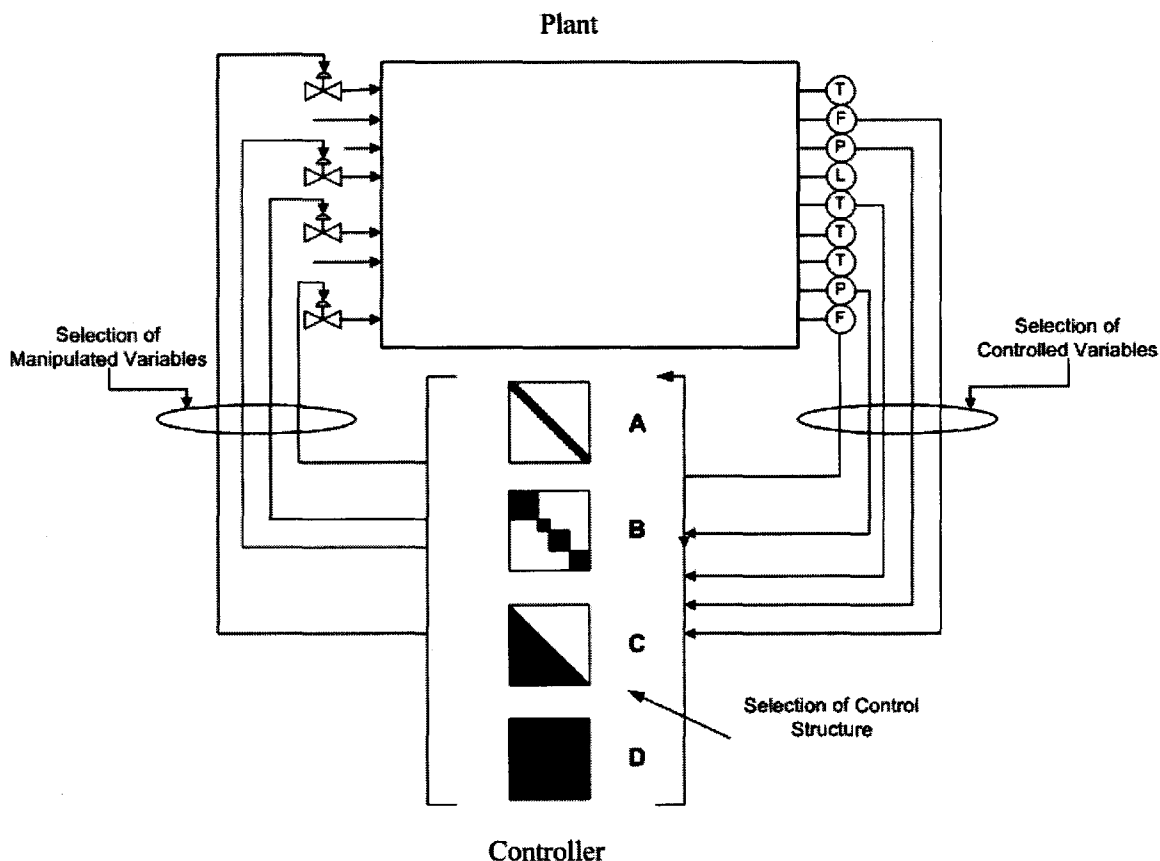 Plant
T
F
P
L
T
T
T
P
F
Selection of
Manipulated Variables
Selection of
Controlled Variables
A
B
C
Selection of Control
Structure
D
Controller